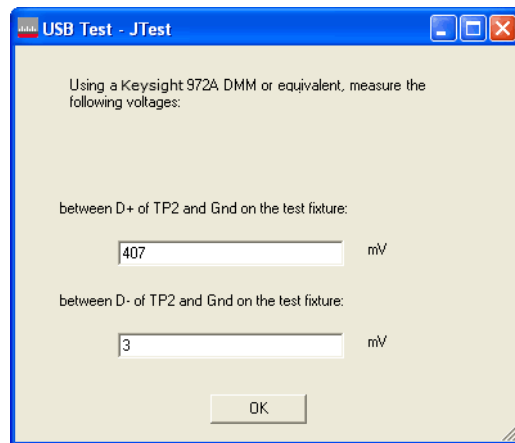 USB Test - JTest
Using a Keysight 972A DMM or equivalent, measure the
following voltages:
between D+ of TP2 and Gnd on the test fixture:
407 mV
between D- of TP2 and Gnd on the test fixture:
3 mV
OK